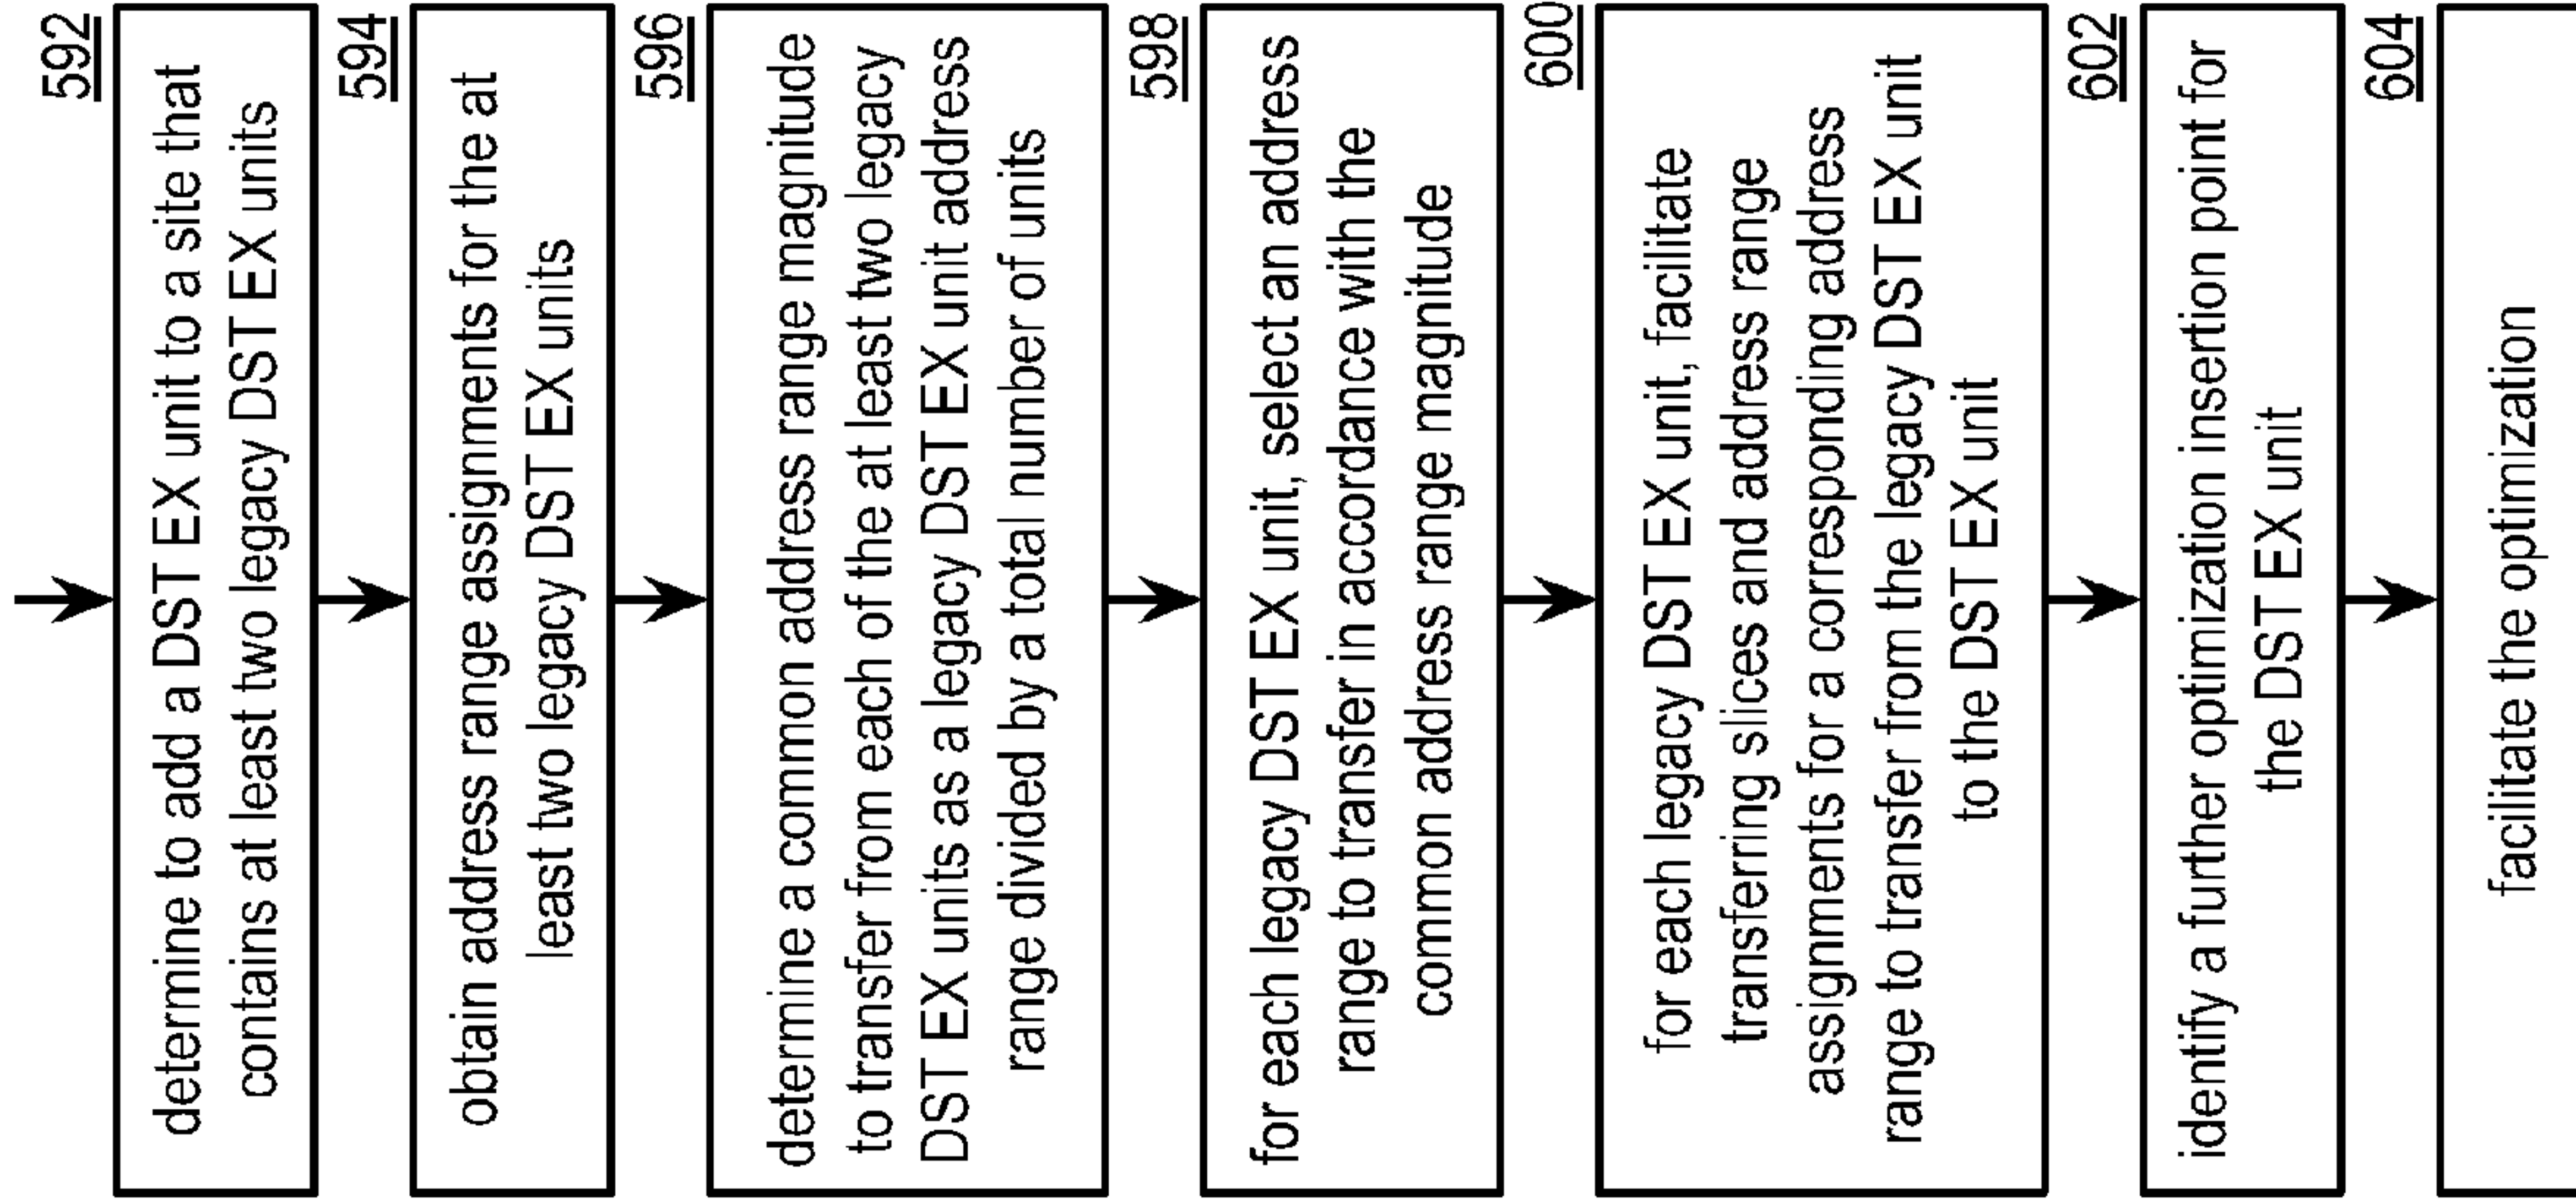 592
determine to add a DST EX unit to a site that
contains at least two legacy DST EX units
594
obtain address range assignments for the at
least two legacy DST EX units
596
determine a common address range magnitude
to transfer from each of the at least two legacy
DST EX units as a legacy DST EX unit address
range divided by a total number of units
598
for each legacy DST EX unit, select an address
range to transfer in accordance with the
common address range magnitude
600
for each legacy DST EX unit, facilitate
transferring slices and address range
assignments for a corresponding address
range to transfer from the legacy DST EX unit
to the DST EX unit
602
identify a further optimization insertion point for
the DST EX unit
604
facilitate the optimization